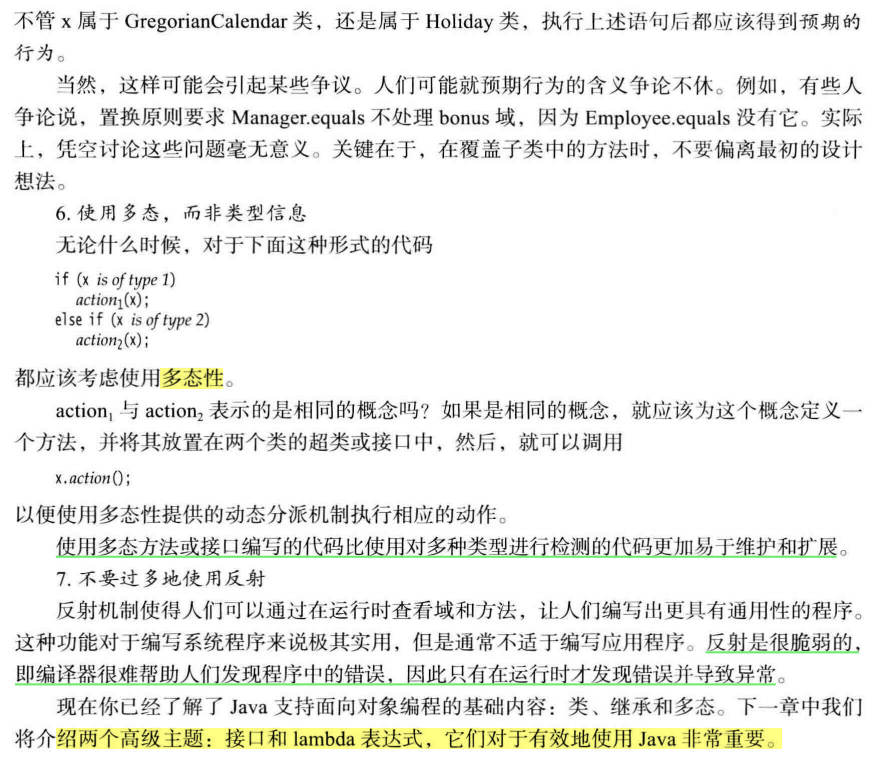 不管 x 属于 GregorianCalendar 类，还是属于 Holiday 类，执行上述语句后都应该得到预期的
行为。
当然，这样可能会引起某些争议。人们可能就预期行为的含义争论不休。例如，有些人
争论说，置换原则要求 Manager.equals 不处理 bonus 域，因为 Employee.equals 没有它。实际
上，凭空讨论这些问题毫无意义。关键在于，在覆盖子类中的方法时，不要偏离最初的设计
想法。
6. 使用多态，而非类型信息
无论什么时候，对于下面这种形式的代码
if (x is of type 1)
action₁(x);
else if (x is of type 2)
action₂(x);
都应该考虑使用多态性。
action₁ 与 action₂ 表示的是相同的概念吗？如果是相同的概念，就应该为这个概念定义一
个方法，并将其放置在两个类的超类或接口中，然后，就可以调用
x.action();
以便使用多态性提供的动态分派机制执行相应的动作。
使用多态方法或接口编写的代码比使用对多种类型进行检测的代码更加易于维护和扩展。
7. 不要过多地使用反射
反射机制使得人们可以通过在运行时查看域和方法，让人们编写出更具有通用性的程序。
这种功能对于编写系统程序来说极其实用，但是通常不适于编写应用程序。反射是很脆弱的，
即编译器很难帮助人们发现程序中的错误，因此只有在运行时才发现错误并导致异常。
现在你已经了解了 Java 支持面向对象编程的基础内容：类、继承和多态。下一章中我们
将介绍两个高级主题：接口和 lambda 表达式，它们对于有效地使用 Java 非常重要。